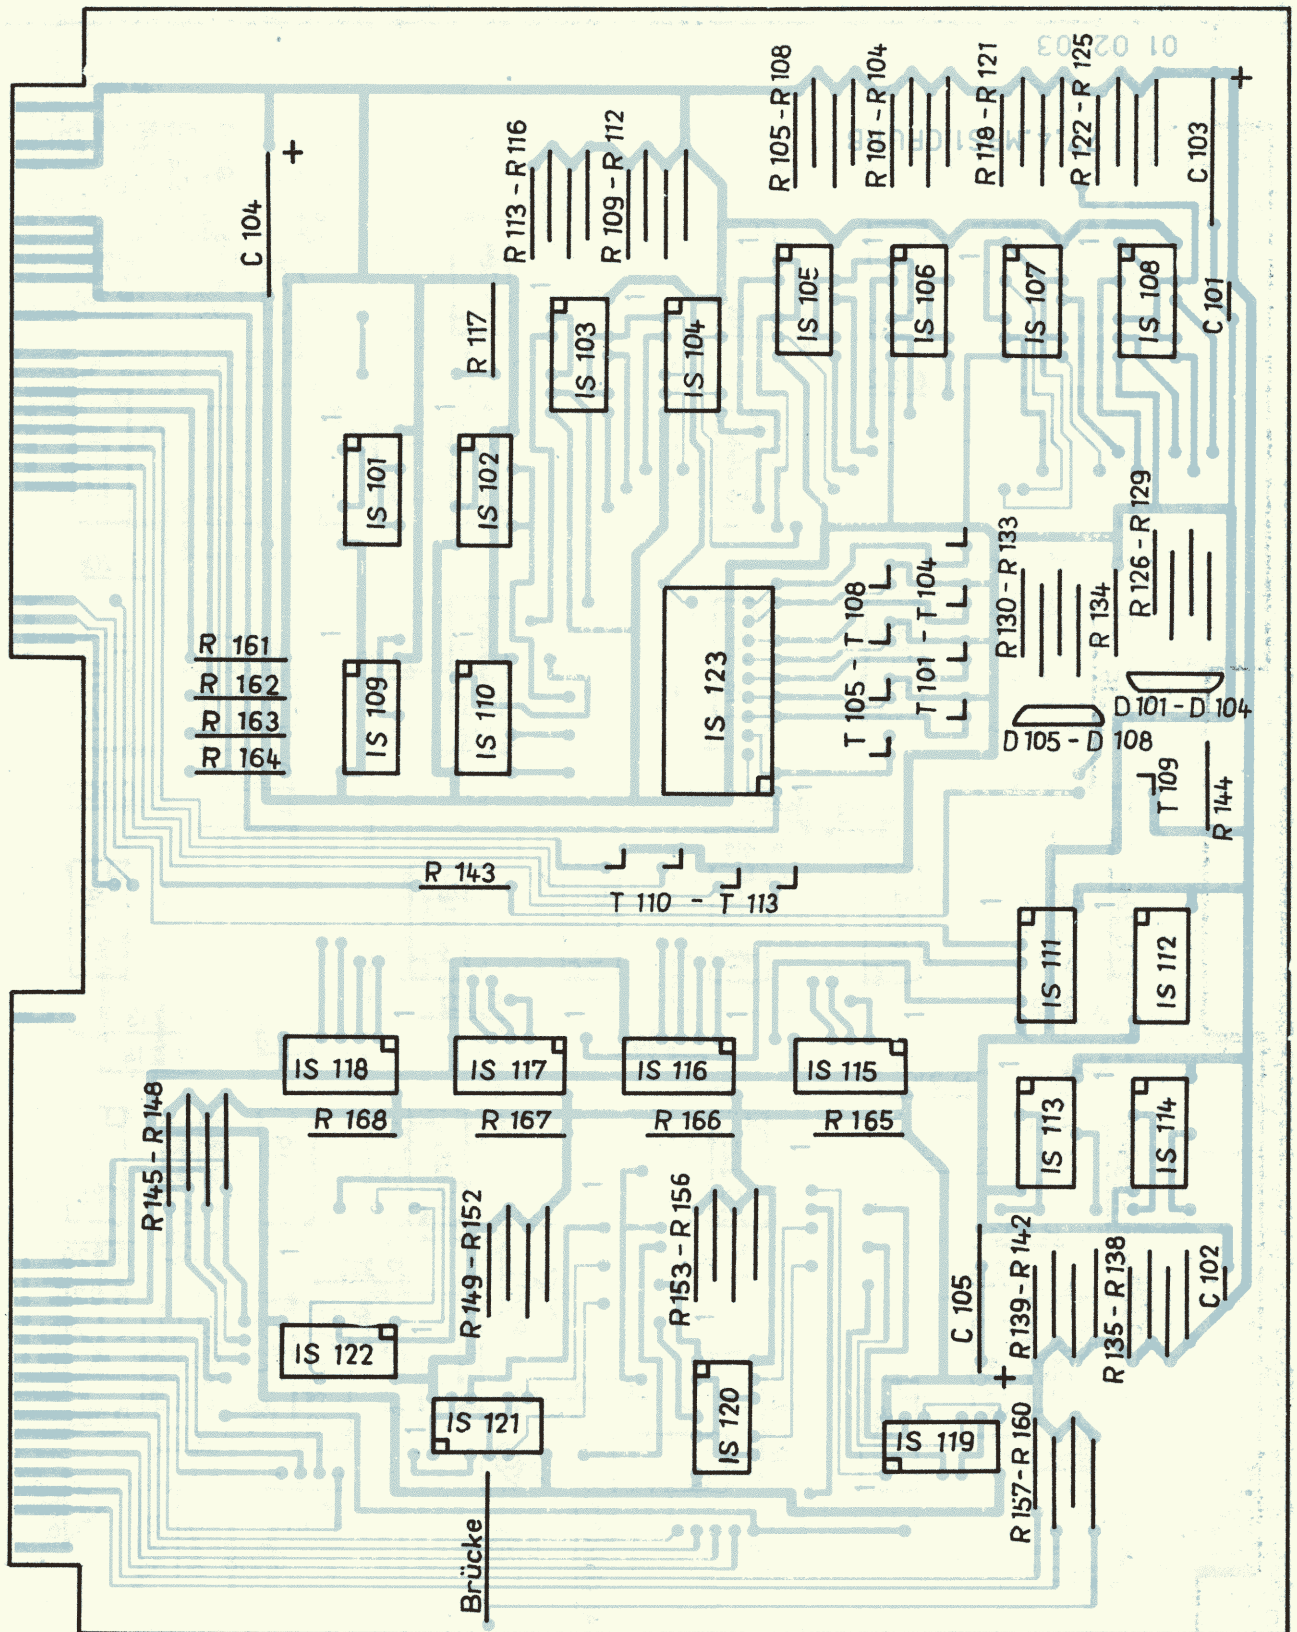 01 02 03
R 105 - R 108
R 101 - R 104
R 118 - R 121
R 122 - R 125
C 103
R 113 - R 116
R 109 - R 112
C 104
R 117
IS 103
IS 104
IS 105
IS 106
IS 107
IS 108
C 101
IS 101
IS 102
R 126 - R 129
R 130 - R 133
R 134
T 105 - T 108
T 101 - T 104
R 161
R 162
R 163
R 164
IS 109
IS 110
IS 123
D 101 - D 104
D 105 - D 108
T 109
R 144
R 143
T 110 - T 113
IS 111
IS 112
IS 118
IS 117
IS 116
IS 115
R 168
R 167
R 166
R 165
IS 113
IS 114
R 145 - R 148
R 149 - R 152
R 153 - R 156
C 105
R 139 - R 142
R 135 - R 138
C 102
IS 122
IS 121
IS 120
IS 119
R 157 - R 160
Brücke